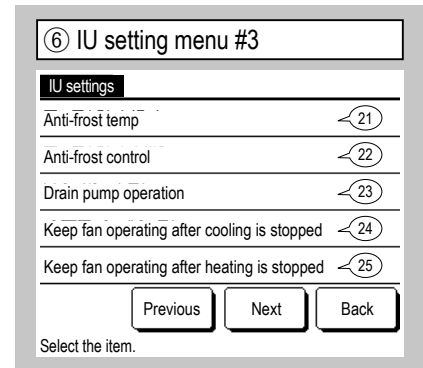 ⑥ IU setting menu #3
IU settings
Anti-frost temp 21
Anti-frost control 22
Drain pump operation 23
Keep fan operating after cooling is stopped 24
Keep fan operating after heating is stopped 25
Previous Next Back
Select the item.